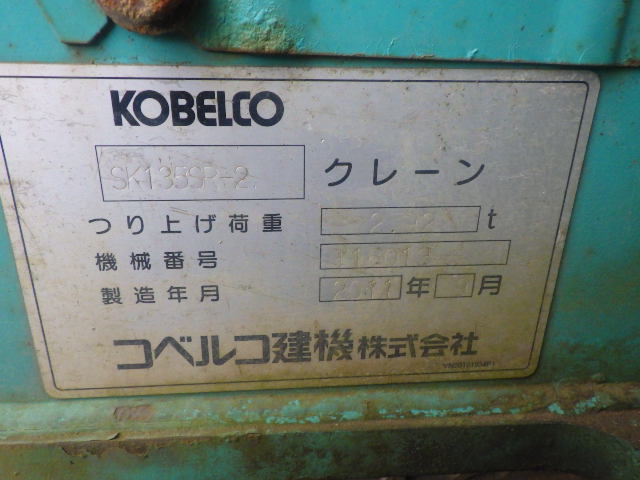 KOBELCO
SK135SR-2 クレーン
つり上げ荷重 t
機械番号
製造年月 2011 年 月
コベルコ建機株式会社